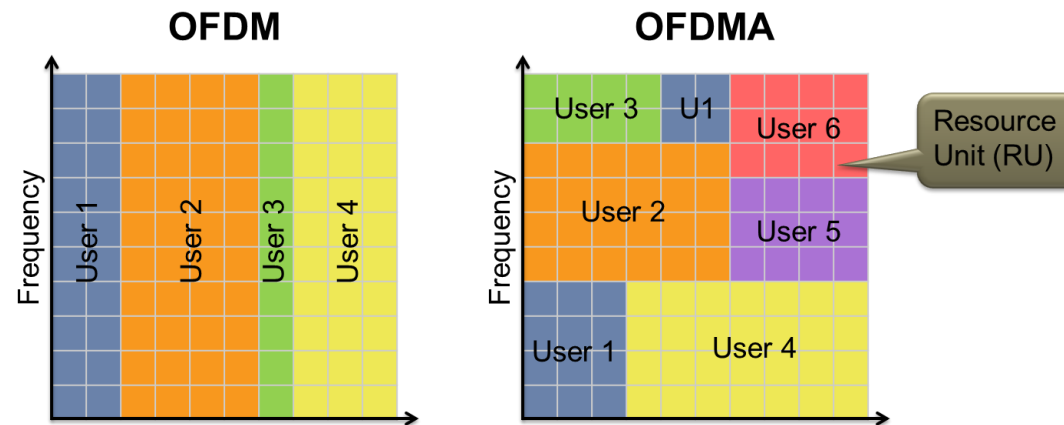 OFDM
Frequency
User 1
User 2
User 3
User 4
OFDMA
Frequency
User 3
U1
User 6
Resource
Unit (RU)
User 2
User 5
User 1
User 4